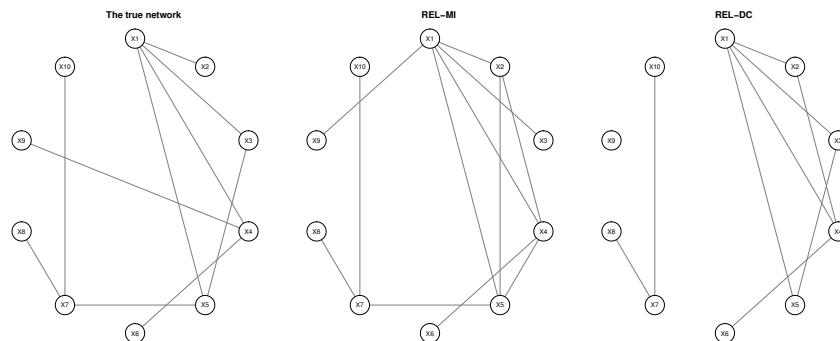 The true network
REL−MI
REL−DC
X1
X2
X3
X4
X5
X6
X7
X8
X9
X10
X1
X2
X3
X4
X5
X6
X7
X8
X9
X10
X1
X2
X3
X4
X5
X6
X7
X8
X9
X10